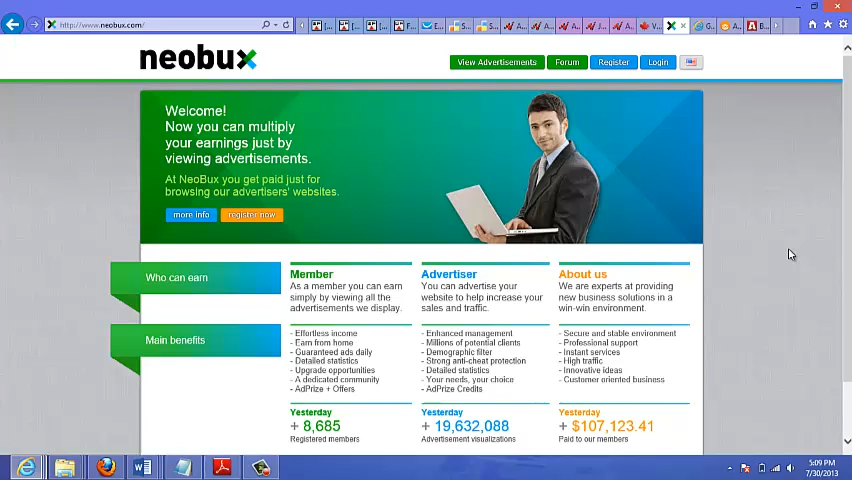 http://www.neobux.com/
neobux
View Advertisements
Forum
Register
Login
Welcome!
Now you can multiply
your earnings just by
viewing advertisements.
At NeoBux you get paid just for
browsing our advertisers' websites.
more info
register now
Who can earn
Main benefits
Member
As a member you can earn
simply by viewing all the
advertisements we display.
- Effortless income
- Earn from home
- Guaranteed ads daily
- Detailed statistics
- Upgrade opportunities
- A dedicated community
- AdPrize + Offers
Yesterday
+ 8,685
Registered members
Advertiser
You can advertise your
website to help increase your
sales and traffic.
- Enhanced management
- Millions of potential clients
- Demographic filter
- Strong anti-cheat protection
- Detailed statistics
- Your needs, your choice
- AdPrize Credits
Yesterday
+ 19,632,088
Advertisement visualizations
About us
We are experts at providing
new business solutions in a
win-win environment.
- Secure and stable environment
- Professional support
- Instant services
- High traffic
- Innovative ideas
- Customer oriented business
Yesterday
+ $107,123.41
Paid to our members
5:09 PM
7/30/2013